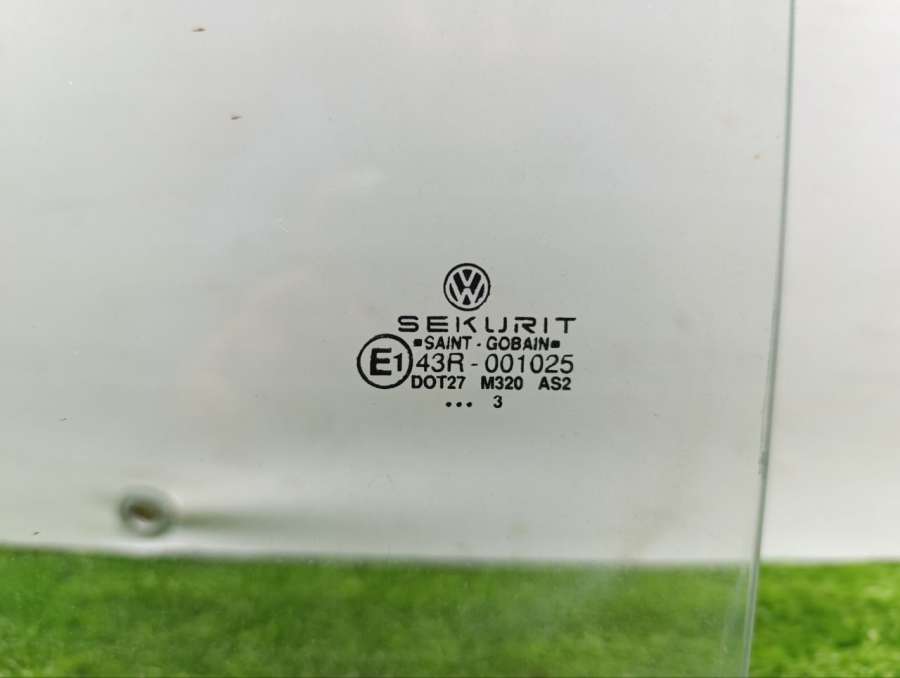 SEKURIT
SAINT - GOBAIN
E1 43R - 001025
DOT27 M320 AS2
... 3